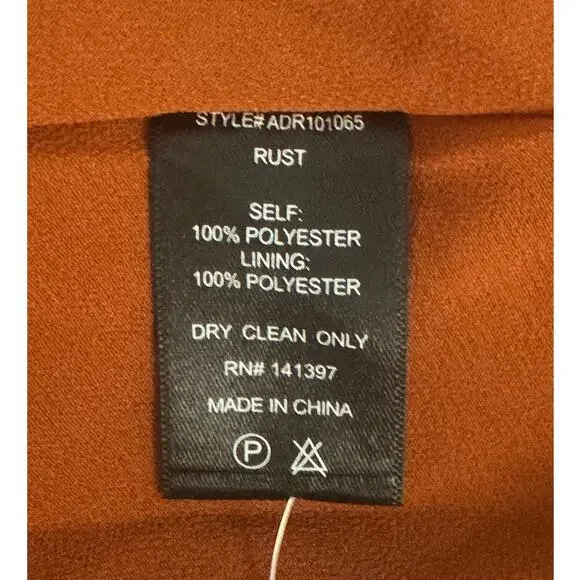 STYLE# ADR101065
RUST
SELF:
100% POLYESTER
LINING:
100% POLYESTER
DRY CLEAN ONLY
RN# 141397
MADE IN CHINA
P